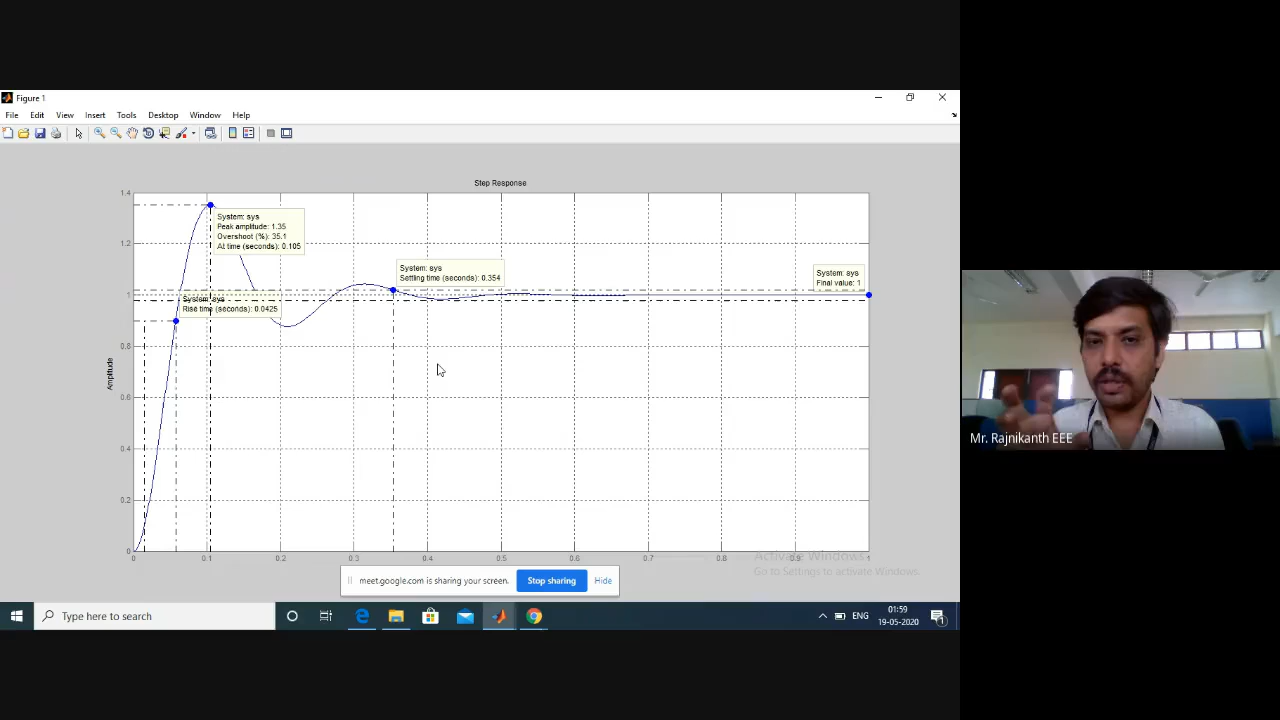 Figure 1
File Edit View Insert Tools Desktop Window Help
Step Response
1.4
1.2
1
0.8
0.6
0.4
0.2
0
Amplitude
System: sys
Peak amplitude: 1.35
Overshoot (%): 35.1
At time (seconds): 0.105
System: sys
Rise time (seconds): 0.0425
System: sys
Settling time (seconds): 0.354
System: sys
Final value: 1
0 0.1 0.2 0.3 0.4 0.5 0.6 0.7 0.8 0.9 1
Activate Windows
Go to Settings to activate Windows.
meet.google.com is sharing your screen. Stop sharing Hide
Type here to search
ENG
01:59
19-05-2020
1
Mr. Rajnikanth EEE